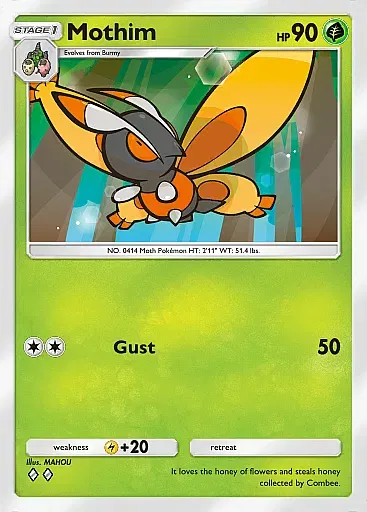 STAGE 1
Mothim
HP 90
Evolves from Burmy
NO. 0414 Moth Pokémon HT: 2'11" WT: 51.4 lbs.
Gust 50
weakness +20 retreat
Illus. MAHOU
It loves the honey of flowers and steals honey
collected by Combee.